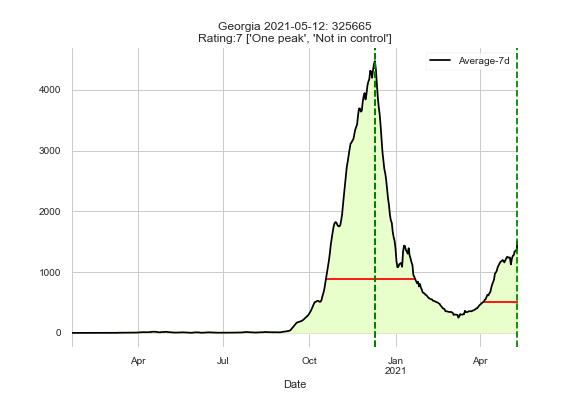 Georgia 2021-05-12: 325665
Rating:7 ['One peak', 'Not in control']
Average-7d
4000
3000
2000
1000
0
Apr
Jul
Oct
Jan
2021
Apr
Date